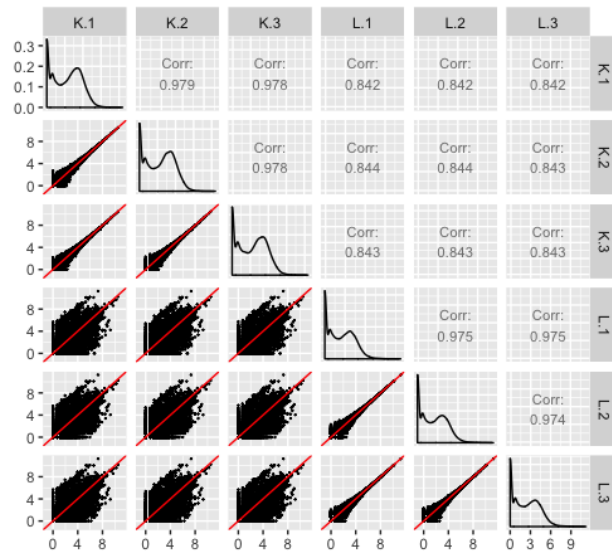 K.1 K.2 K.3 L.1 L.2 L.3
0.3
0.2
0.1
0.0
Corr:
0.979
Corr:
0.978
Corr:
0.842
Corr:
0.842
Corr:
0.842
K.1
8
4
0
Corr:
0.978
Corr:
0.844
Corr:
0.844
Corr:
0.843
K.2
8
4
0
Corr:
0.843
Corr:
0.843
Corr:
0.843
K.3
8
4
0
Corr:
0.975
Corr:
0.975
L.1
8
4
0
Corr:
0.974
L.2
8
4
0
L.3
0 4 8 0 4 8 0 4 8 0 4 8 0 4 8 0 3 6 9